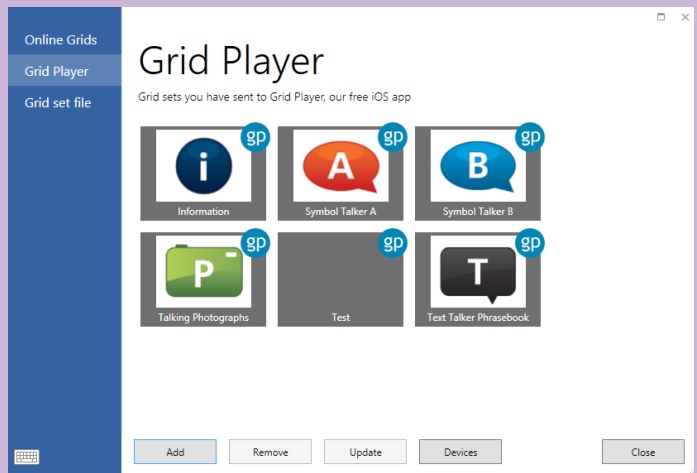 Online Grids
Grid Player
Grid set file
Grid Player
Grid sets you have sent to Grid Player, our free iOS app
gp
gp
gp
i
A
B
Information
Symbol Talker A
Symbol Talker B
gp
gp
gp
P
T
Talking Photographs
Test
Text Talker Phrasebook
Add
Remove
Update
Devices
Close